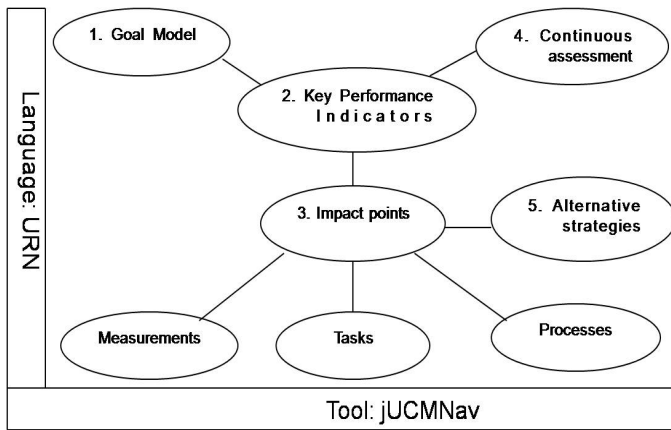 1. Goal Model
4. Continuous
assessment
2. Key Performance
Indicators
3. Impact points
5. Alternative
strategies
Measurements
Tasks
Processes
Language: URN
Tool: jUCMNav